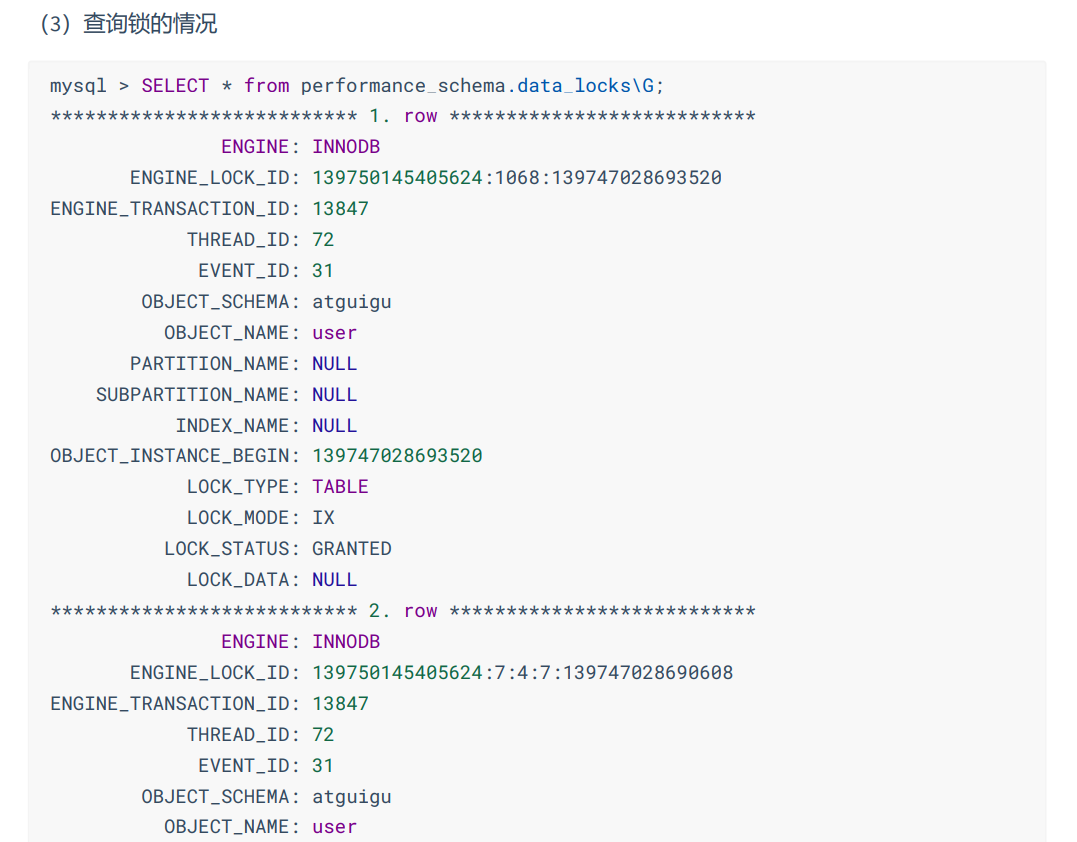 （3）查询锁的情况
mysql > SELECT * from performance_schema.data_locks\G;
*************************** 1. row ***************************
ENGINE: INNODB
ENGINE_LOCK_ID: 139750145405624:1068:139747028693520
ENGINE_TRANSACTION_ID: 13847
THREAD_ID: 72
EVENT_ID: 31
OBJECT_SCHEMA: atguigu
OBJECT_NAME: user
PARTITION_NAME: NULL
SUBPARTITION_NAME: NULL
INDEX_NAME: NULL
OBJECT_INSTANCE_BEGIN: 139747028693520
LOCK_TYPE: TABLE
LOCK_MODE: IX
LOCK_STATUS: GRANTED
LOCK_DATA: NULL
*************************** 2. row ***************************
ENGINE: INNODB
ENGINE_LOCK_ID: 139750145405624:7:4:7:139747028690608
ENGINE_TRANSACTION_ID: 13847
THREAD_ID: 72
EVENT_ID: 31
OBJECT_SCHEMA: atguigu
OBJECT_NAME: user